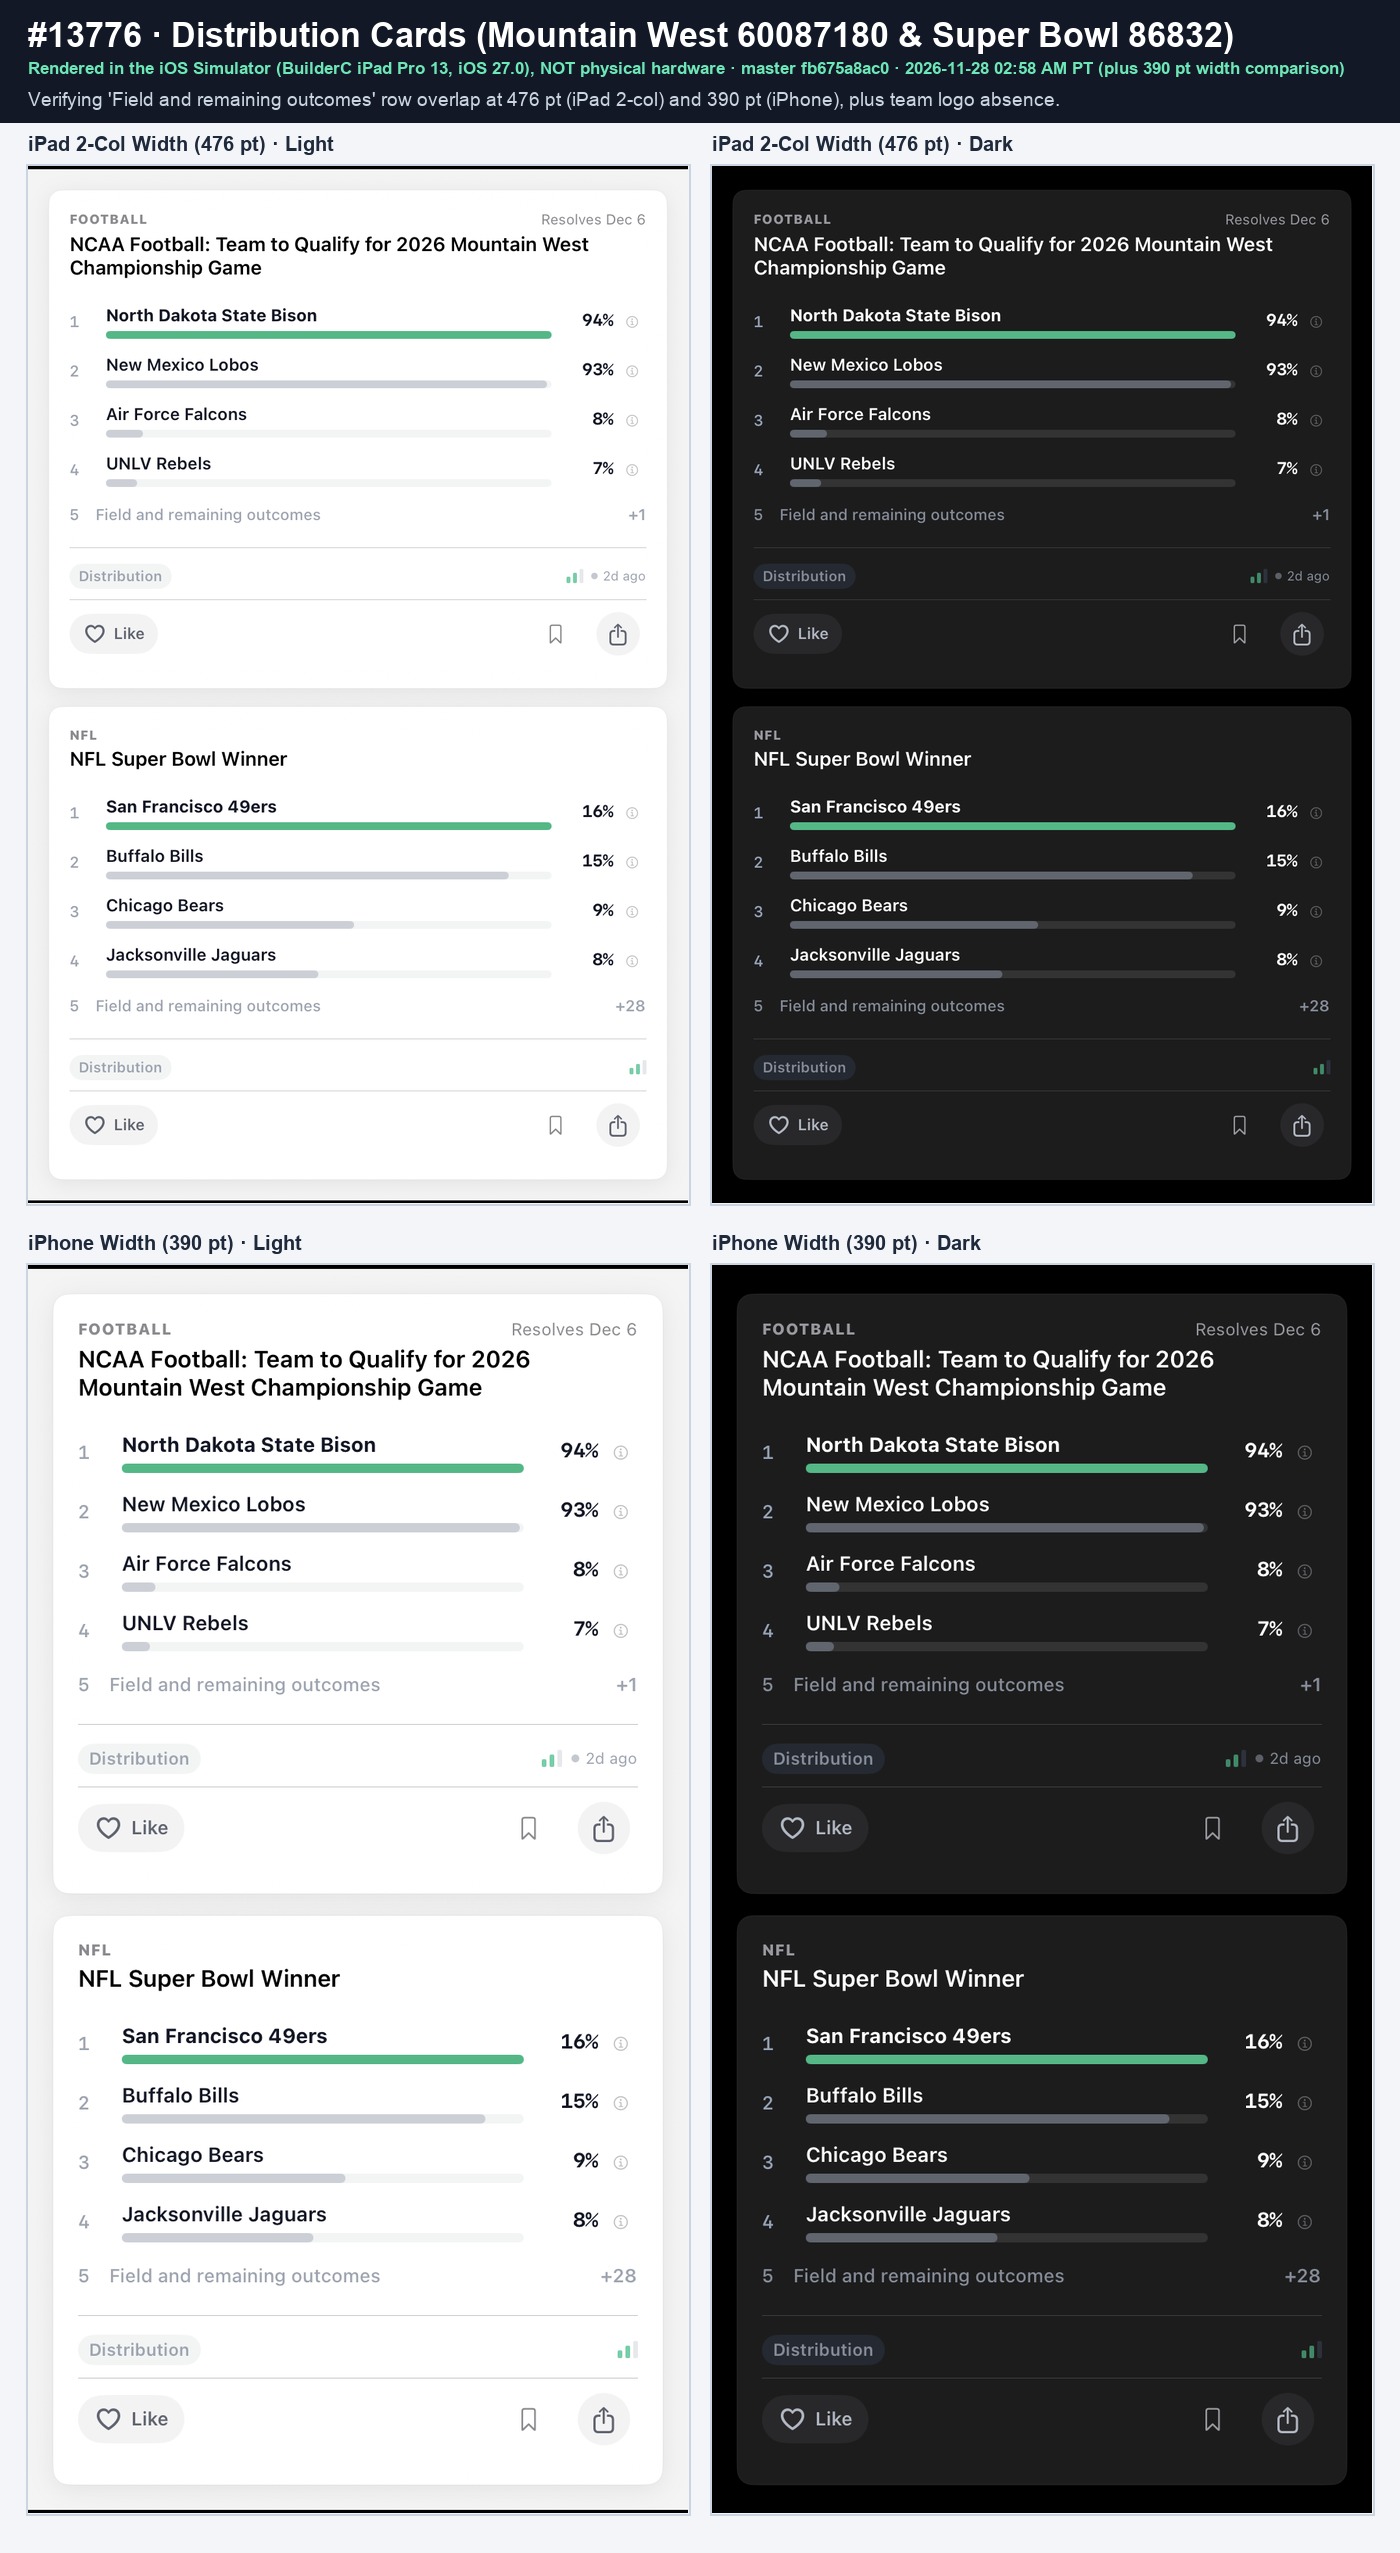 #13776 · Distribution Cards (Mountain West 60087180 & Super Bowl 86832)
Rendered in the iOS Simulator (BuilderC iPad Pro 13, iOS 27.0), NOT physical hardware · master fb675a8ac0 · 2026-11-28 02:58 AM PT (plus 390 pt width comparison)
Verifying 'Field and remaining outcomes' row overlap at 476 pt (iPad 2-col) and 390 pt (iPhone), plus team logo absence.
iPad 2-Col Width (476 pt) · Light
FOOTBALL Resolves Dec 6
NCAA Football: Team to Qualify for 2026 Mountain West
Championship Game
1 North Dakota State Bison 94%
2 New Mexico Lobos 93%
3 Air Force Falcons 8%
4 UNLV Rebels 7%
5 Field and remaining outcomes +1
Distribution 2d ago
Like
NFL
NFL Super Bowl Winner
1 San Francisco 49ers 16%
2 Buffalo Bills 15%
3 Chicago Bears 9%
4 Jacksonville Jaguars 8%
5 Field and remaining outcomes +28
Distribution
Like
iPad 2-Col Width (476 pt) · Dark
FOOTBALL Resolves Dec 6
NCAA Football: Team to Qualify for 2026 Mountain West
Championship Game
1 North Dakota State Bison 94%
2 New Mexico Lobos 93%
3 Air Force Falcons 8%
4 UNLV Rebels 7%
5 Field and remaining outcomes +1
Distribution 2d ago
Like
NFL
NFL Super Bowl Winner
1 San Francisco 49ers 16%
2 Buffalo Bills 15%
3 Chicago Bears 9%
4 Jacksonville Jaguars 8%
5 Field and remaining outcomes +28
Distribution
Like
iPhone Width (390 pt) · Light
FOOTBALL Resolves Dec 6
NCAA Football: Team to Qualify for 2026
Mountain West Championship Game
1 North Dakota State Bison 94%
2 New Mexico Lobos 93%
3 Air Force Falcons 8%
4 UNLV Rebels 7%
5 Field and remaining outcomes +1
Distribution 2d ago
Like
NFL
NFL Super Bowl Winner
1 San Francisco 49ers 16%
2 Buffalo Bills 15%
3 Chicago Bears 9%
4 Jacksonville Jaguars 8%
5 Field and remaining outcomes +28
Distribution
Like
iPhone Width (390 pt) · Dark
FOOTBALL Resolves Dec 6
NCAA Football: Team to Qualify for 2026
Mountain West Championship Game
1 North Dakota State Bison 94%
2 New Mexico Lobos 93%
3 Air Force Falcons 8%
4 UNLV Rebels 7%
5 Field and remaining outcomes +1
Distribution 2d ago
Like
NFL
NFL Super Bowl Winner
1 San Francisco 49ers 16%
2 Buffalo Bills 15%
3 Chicago Bears 9%
4 Jacksonville Jaguars 8%
5 Field and remaining outcomes +28
Distribution
Like